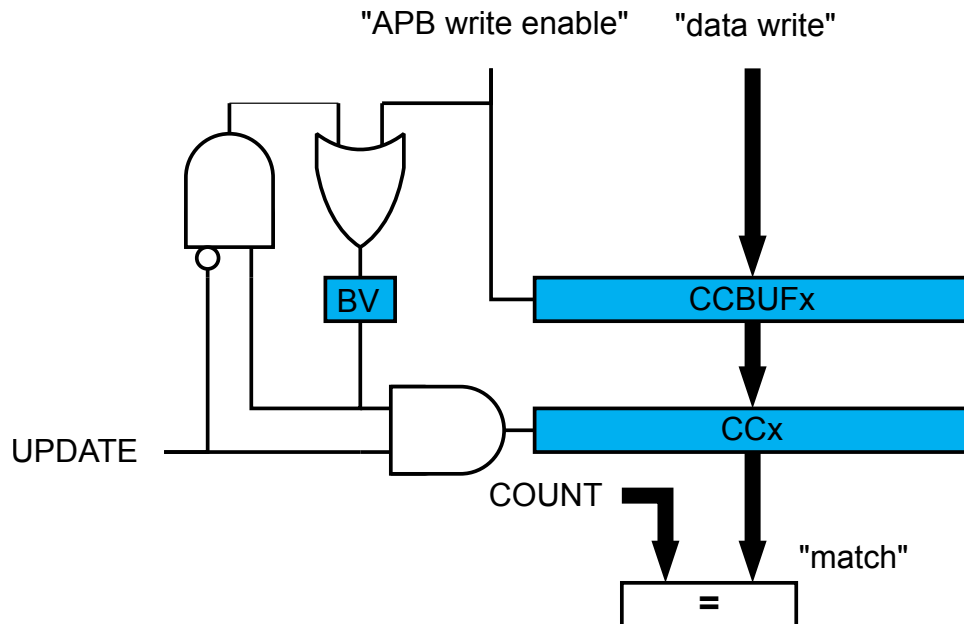 "APB write enable"
"data write"
BV
CCBUFx
UPDATE
CCx
COUNT
"match"
=